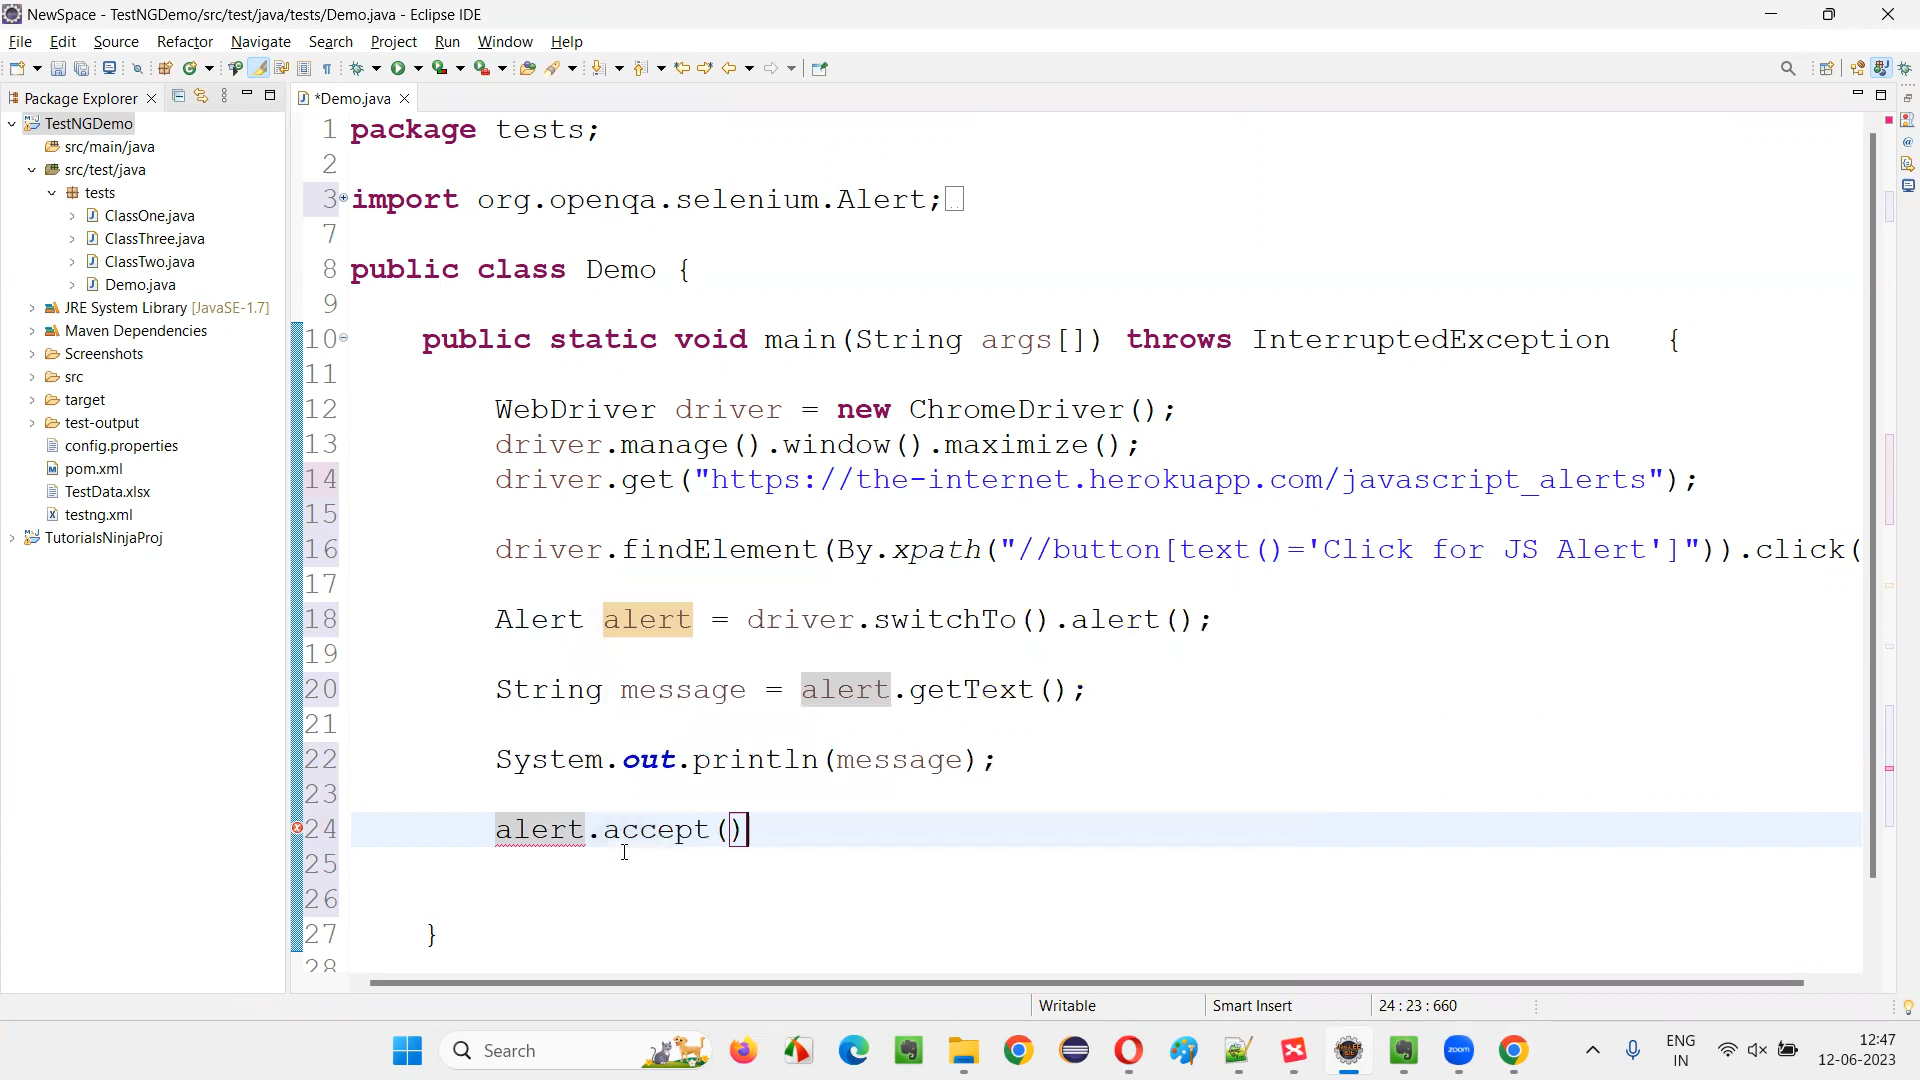 NewSpace - TestNGDemo/src/test/java/tests/Demo.java - Eclipse IDE
File Edit Source Refactor Navigate Search Project Run Window Help
Package Explorer
*Demo.java
TestNGDemo
src/main/java
src/test/java
tests
ClassOne.java
ClassThree.java
ClassTwo.java
Demo.java
JRE System Library [JavaSE-1.7]
Maven Dependencies
Screenshots
src
target
test-output
config.properties
pom.xml
TestData.xlsx
testng.xml
TutorialsNinjaProj
1 package tests;
2
3 import org.openqa.selenium.Alert;
7
8 public class Demo {
9
10 public static void main(String args[]) throws InterruptedException {
11
12 WebDriver driver = new ChromeDriver();
13 driver.manage().window().maximize();
14 driver.get("https://the-internet.herokuapp.com/javascript_alerts");
15
16 driver.findElement(By.xpath("//button[text()='Click for JS Alert']")).click(
17
18 Alert alert = driver.switchTo().alert();
19
20 String message = alert.getText();
21
22 System.out.println(message);
23
24 alert.accept()
25
26
27 }
28
Writable Smart Insert 24 : 23 : 660
Search
zoom
ENG
IN
12:47
12-06-2023